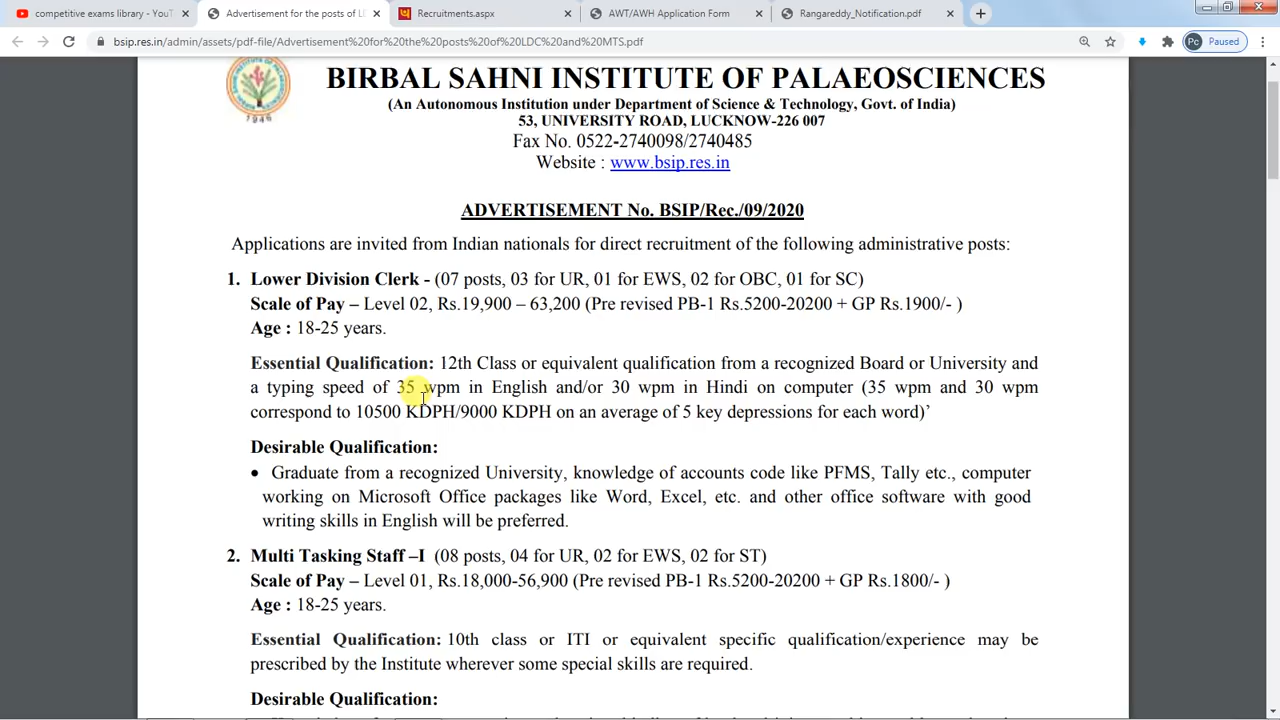 competitive exams library - YouT
Advertisement for the posts of LD
Recruitments.aspx
AWT/AWH Application Form
Rangareddy_Notification.pdf
bsip.res.in/admin/assets/pdf-file/Advertisement%20for%20the%20posts%20of%20LDC%20and%20MTS.pdf
Pc Paused
1946
BIRBAL SAHNI INSTITUTE OF PALAEOSCIENCES
(An Autonomous Institution under Department of Science & Technology, Govt. of India)
53, UNIVERSITY ROAD, LUCKNOW-226 007
Fax No. 0522-2740098/2740485
Website : www.bsip.res.in
ADVERTISEMENT No. BSIP/Rec./09/2020
Applications are invited from Indian nationals for direct recruitment of the following administrative posts:
1. Lower Division Clerk - (07 posts, 03 for UR, 01 for EWS, 02 for OBC, 01 for SC)
Scale of Pay – Level 02, Rs.19,900 – 63,200 (Pre revised PB-1 Rs.5200-20200 + GP Rs.1900/- )
Age : 18-25 years.
Essential Qualification: 12th Class or equivalent qualification from a recognized Board or University and
a typing speed of 35 wpm in English and/or 30 wpm in Hindi on computer (35 wpm and 30 wpm
correspond to 10500 KDPH/9000 KDPH on an average of 5 key depressions for each word)’
Desirable Qualification:
• Graduate from a recognized University, knowledge of accounts code like PFMS, Tally etc., computer
working on Microsoft Office packages like Word, Excel, etc. and other office software with good
writing skills in English will be preferred.
2. Multi Tasking Staff –I (08 posts, 04 for UR, 02 for EWS, 02 for ST)
Scale of Pay – Level 01, Rs.18,000-56,900 (Pre revised PB-1 Rs.5200-20200 + GP Rs.1800/- )
Age : 18-25 years.
Essential Qualification: 10th class or ITI or equivalent specific qualification/experience may be
prescribed by the Institute wherever some special skills are required.
Desirable Qualification: